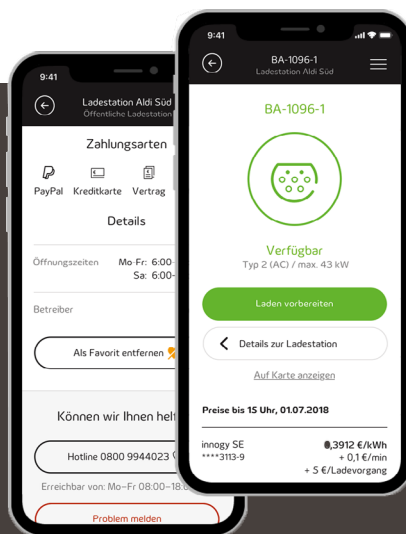 9:41
Ladestation Aldi Süd
Öffentliche Ladestation
Zahlungsarten
PayPal Kreditkarte Vertrag
Details
Öffnungszeiten Mo-Fr: 6:00-
Sa: 6:00-
Betreiber
Als Favorit entfernen
Können wir Ihnen helf
Hotline 0800 9944023
Erreichbar von: Mo-Fr 08:00-18:
Problem melden
9:41
BA-1096-1
Ladestation Aldi Süd
BA-1096-1
Verfügbar
Typ 2 (AC) / max. 43 kW
Laden vorbereiten
Details zur Ladestation
Auf Karte anzeigen
Preise bis 15 Uhr, 01.07.2018
innogy SE 0,3912 €/kWh
****3113-9 + 0,1 €/min
+ 5 €/Ladevorgang